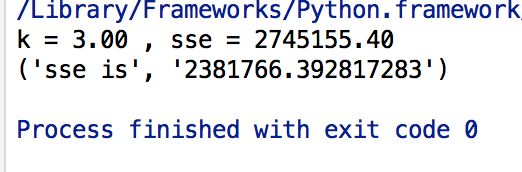 /Library/Frameworks/Python.framework
k = 3.00 , sse = 2745155.40
('sse is', '2381766.392817283')
Process finished with exit code 0